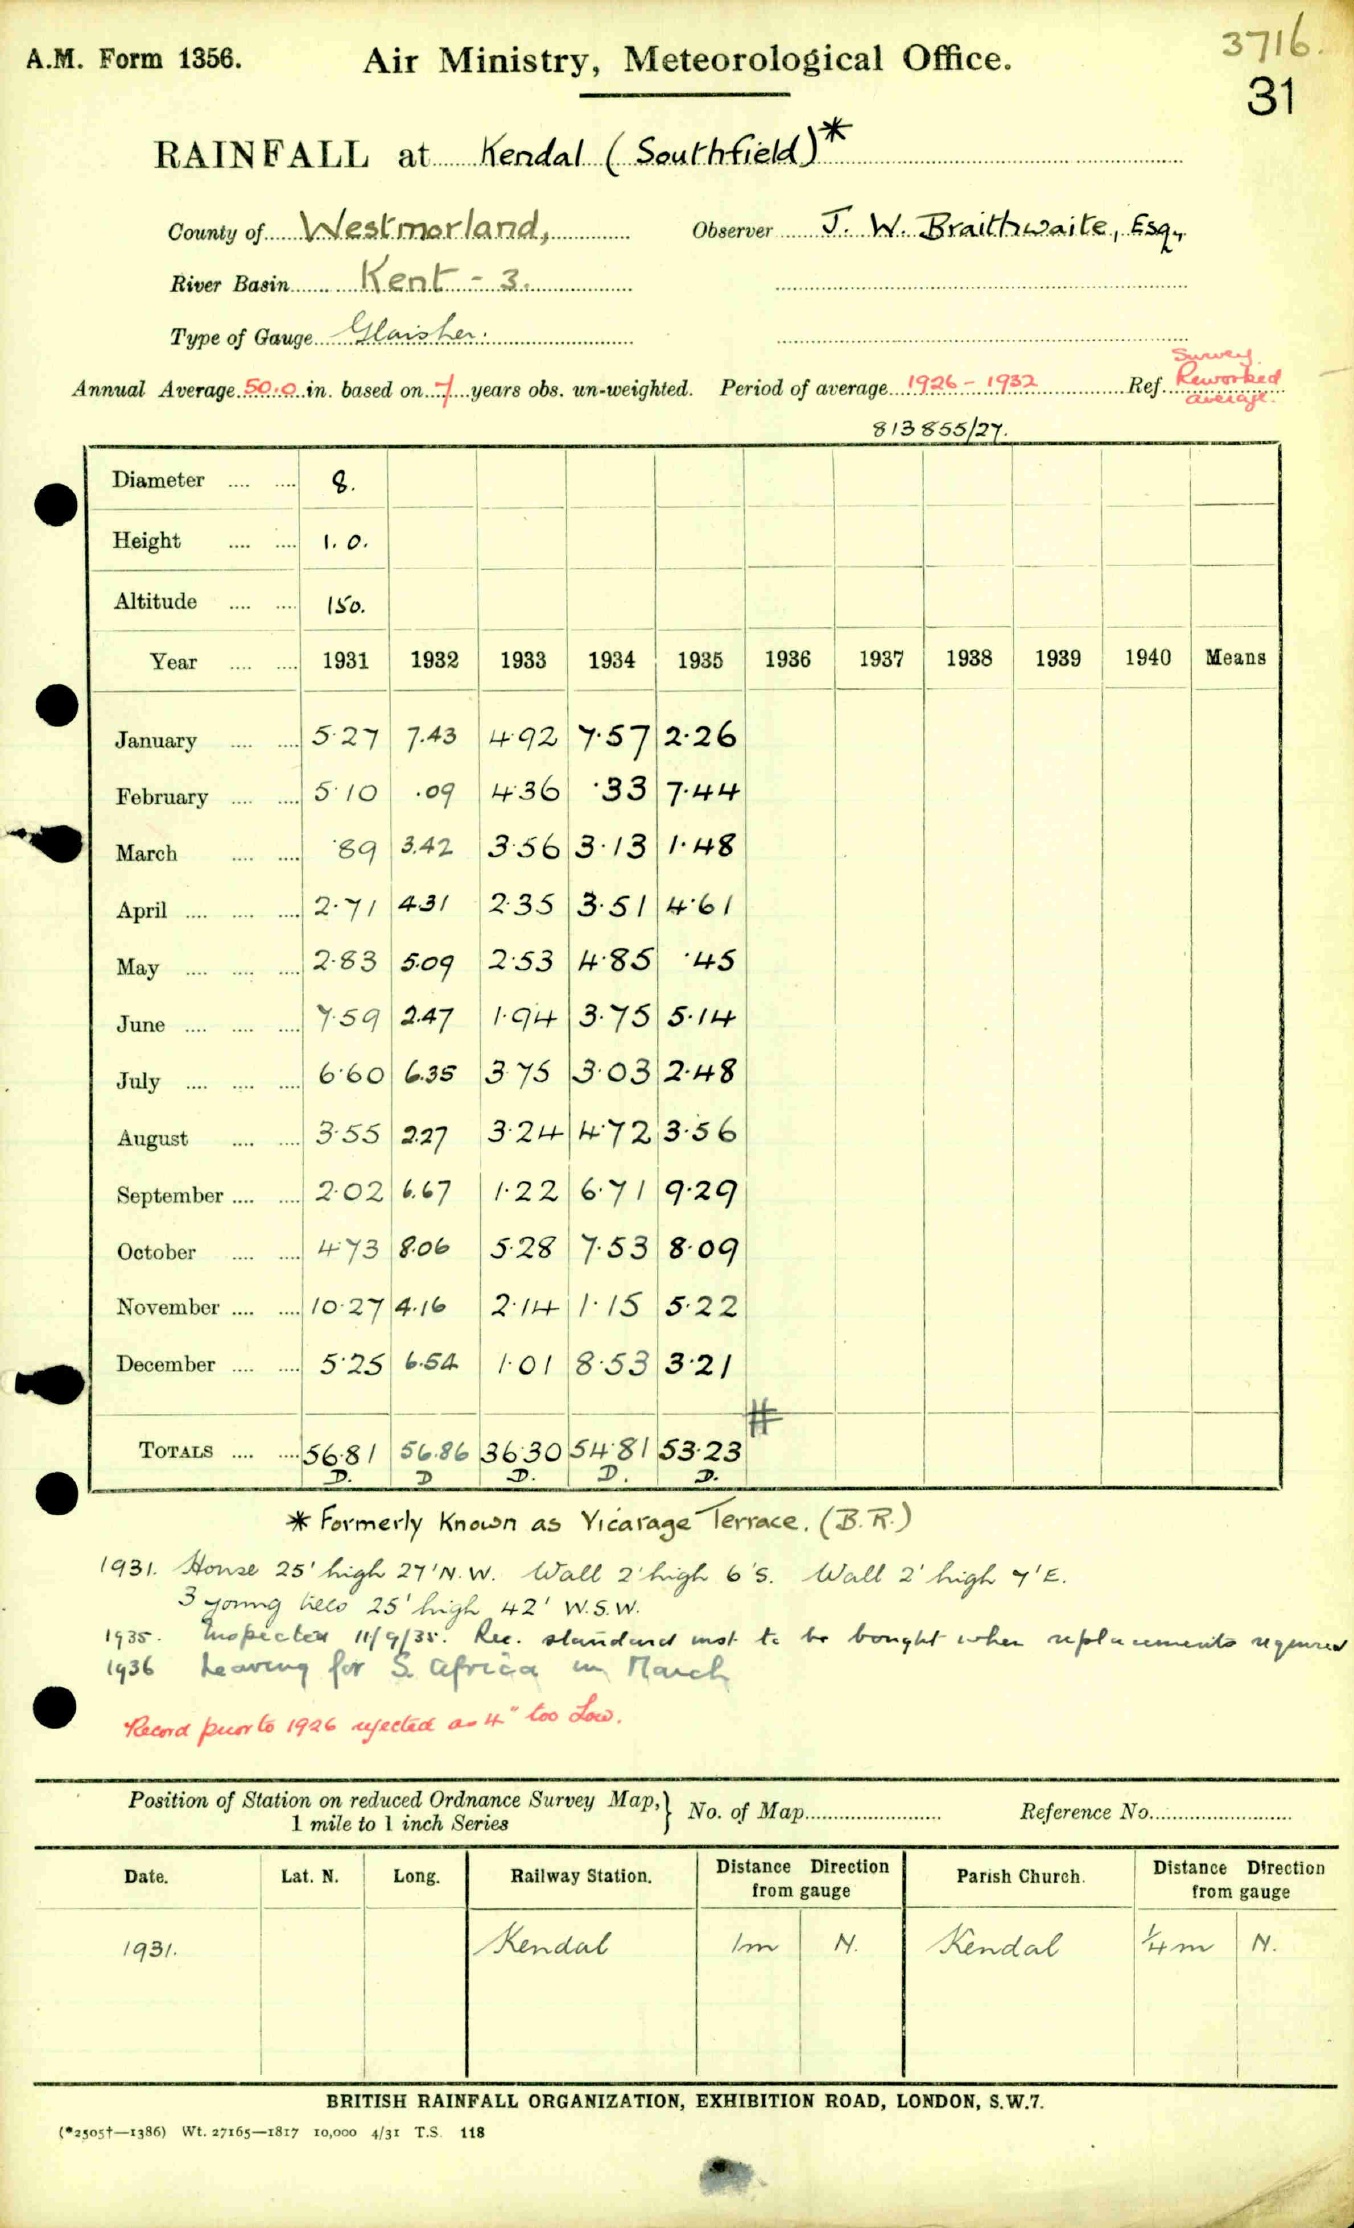 3716.
A.M. Form 1356. Air Ministry, Meteorological Office.
31
RAINFALL at Kendal (Southfield)*
County of Westmorland, Observer J. W. Braithwaite, Esq.,
River Basin Kent - 3.
Type of Gauge Glaisher.
Survey
Annual Average 50.0 in. based on 7 years obs. un-weighted. Period of average 1926 - 1932 Ref. Reworked
average.
813855/27.
Diameter .... .... 8.
Height .... .... 1. 0.
Altitude .... .... 150.
Year .... .... 1931 1932 1933 1934 1935 1936 1937 1938 1939 1940 Means
January .... .... 5·27 7.43 4·92 7·57 2·26
February .... .... 5·10 ·09 4·36 ·33 7·44
March .... .... ·89 3.42 3·56 3·13 1·48
April .... .... .... 2·71 4.31 2·35 3·51 4·61
May .... .... .... 2·83 5.09 2·53 4·85 ·45
June .... .... .... 7·59 2.47 1·94 3·75 5·14
July .... .... .... 6·60 6.35 3·75 3·03 2·48
August .... .... 3·55 2.27 3·24 4·72 3·56
September .... .... 2·02 6.67 1·22 6·71 9·29
October .... .... 4·73 8.06 5·28 7·53 8·09
November .... .... 10·27 4.16 2·14 1·15 5·22
December .... .... 5·25 6.54 1·01 8·53 3·21
#
TOTALS .... .... 56·81 56.86 36·30 54·81 53·23
D. D D. D. D.
* Formerly Known as Vicarage Terrace. (B.R.)
1931. House 25' high 27' N.W. Wall 2' high 6' S. Wall 2' high 7' E.
3 young trees 25' high 42' W.S.W.
1935. Inspected 11/9/35. Rec. standard inst. to be bought when replacements required
1936 Leaving for S. Africa in March
Record prior to 1926 rejected as 4" too Low.
Position of Station on reduced Ordnance Survey Map,} No. of Map Reference No.
1 mile to 1 inch Series
Date. Lat. N. Long. Railway Station. Distance Direction from gauge Parish Church. Distance Direction from gauge
1931. Kendal 1m N. Kendal ¼ m N.
BRITISH RAINFALL ORGANIZATION, EXHIBITION ROAD, LONDON, S.W.7.
(*2505†—1386) Wt. 27165—1817 10,000 4/31 T.S. 118